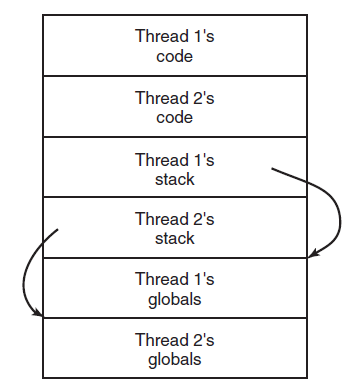 Thread 1's
code
Thread 2's
code
Thread 1's
stack
Thread 2's
stack
Thread 1's
globals
Thread 2's
globals